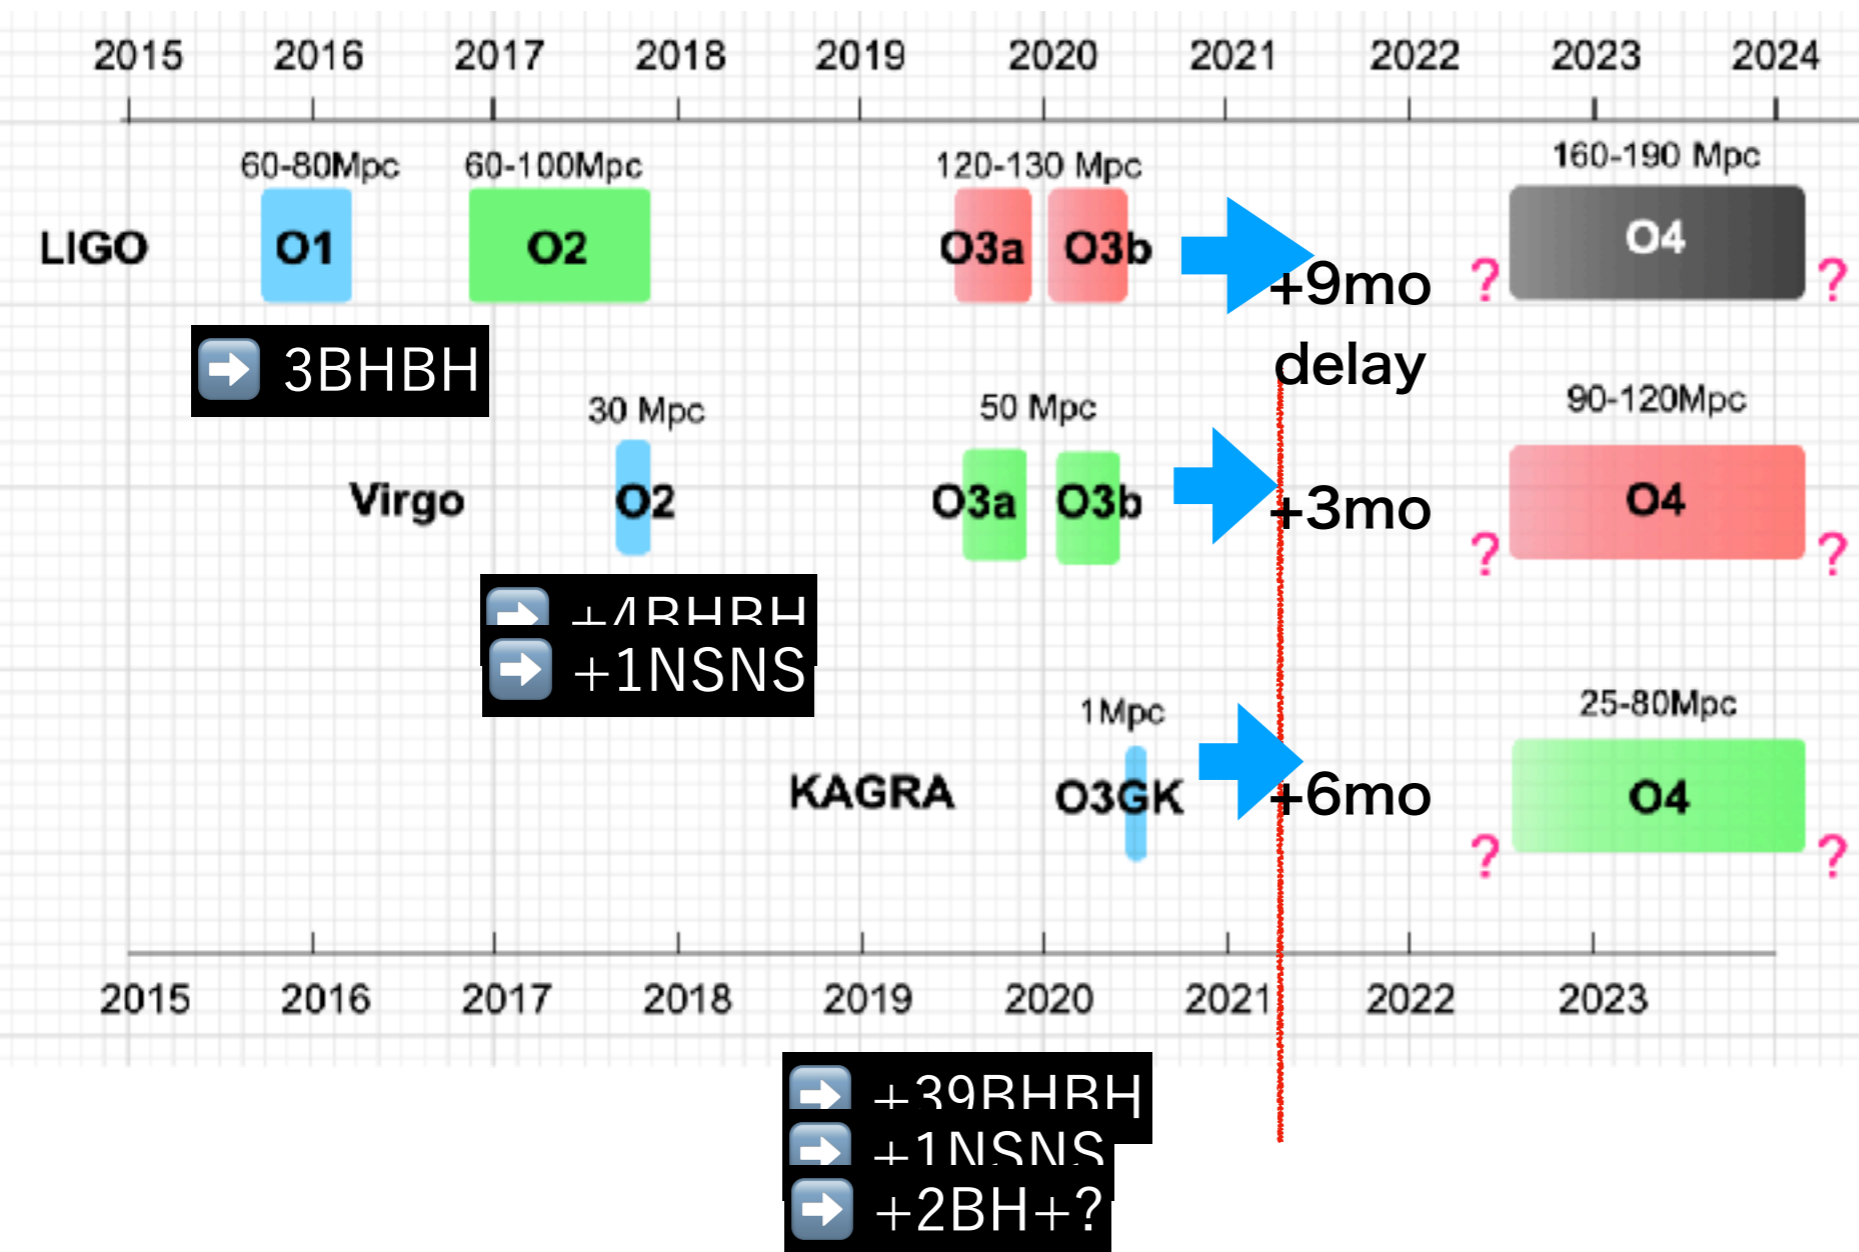 2015 2016 2017 2018 2019 2020 2021 2022 2023 2024
60-80Mpc 60-100Mpc 120-130 Mpc 160-190 Mpc
LIGO O1 O2 O3a O3b O4
+9mo
? ?
delay
➡️ 3BHBH
30 Mpc 50 Mpc 90-120Mpc
Virgo O2 O3a O3b +3mo O4
? ?
➡️ +4BHBH
➡️ +1NSNS
1Mpc 25-80Mpc
KAGRA O3GK +6mo O4
? ?
2015 2016 2017 2018 2019 2020 2021 2022 2023
➡️ +39BHBH
➡️ +1NSNS
➡️ +2BH+?